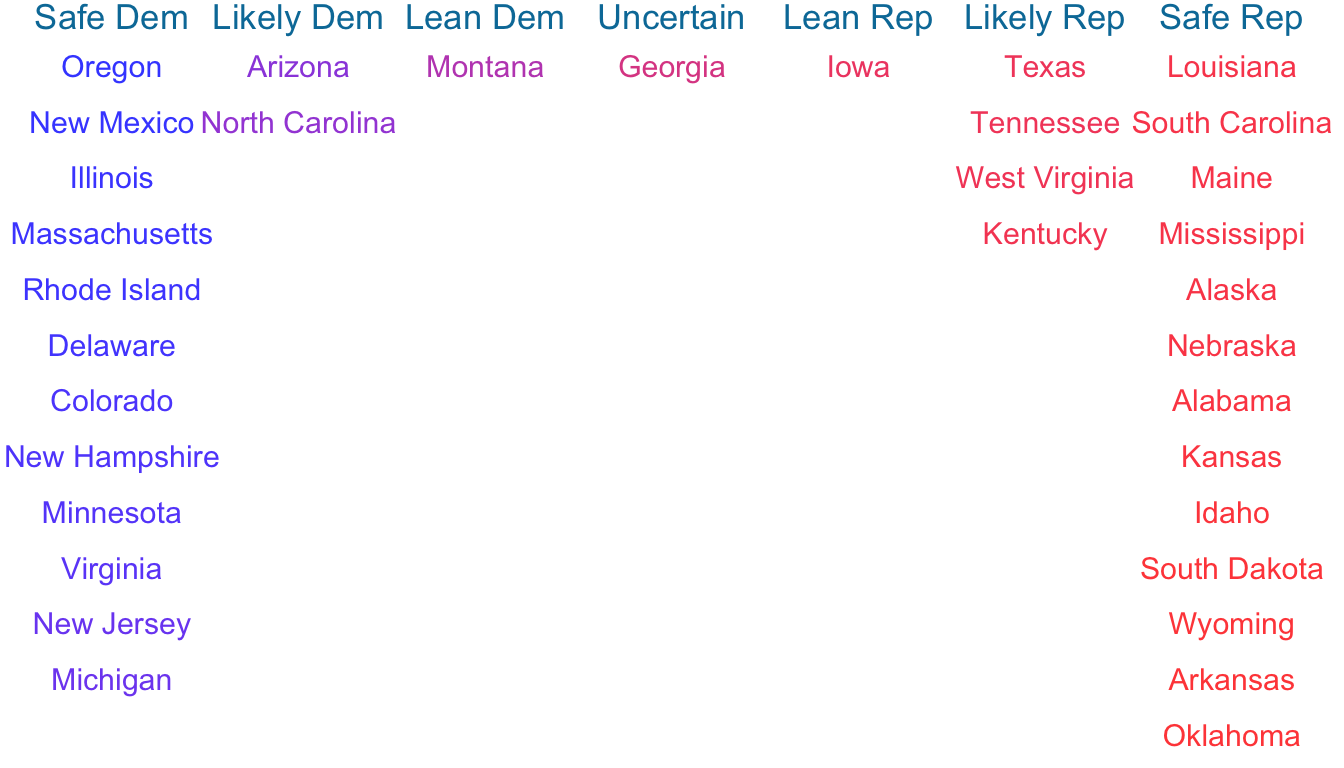 Safe Dem Likely Dem Lean Dem Uncertain Lean Rep Likely Rep Safe Rep
Oregon Arizona Montana Georgia Iowa Texas Louisiana
New Mexico North Carolina Tennessee South Carolina
Illinois West Virginia Maine
Massachusetts Kentucky Mississippi
Rhode Island Alaska
Delaware Nebraska
Colorado Alabama
New Hampshire Kansas
Minnesota Idaho
Virginia South Dakota
New Jersey Wyoming
Michigan Arkansas
Oklahoma